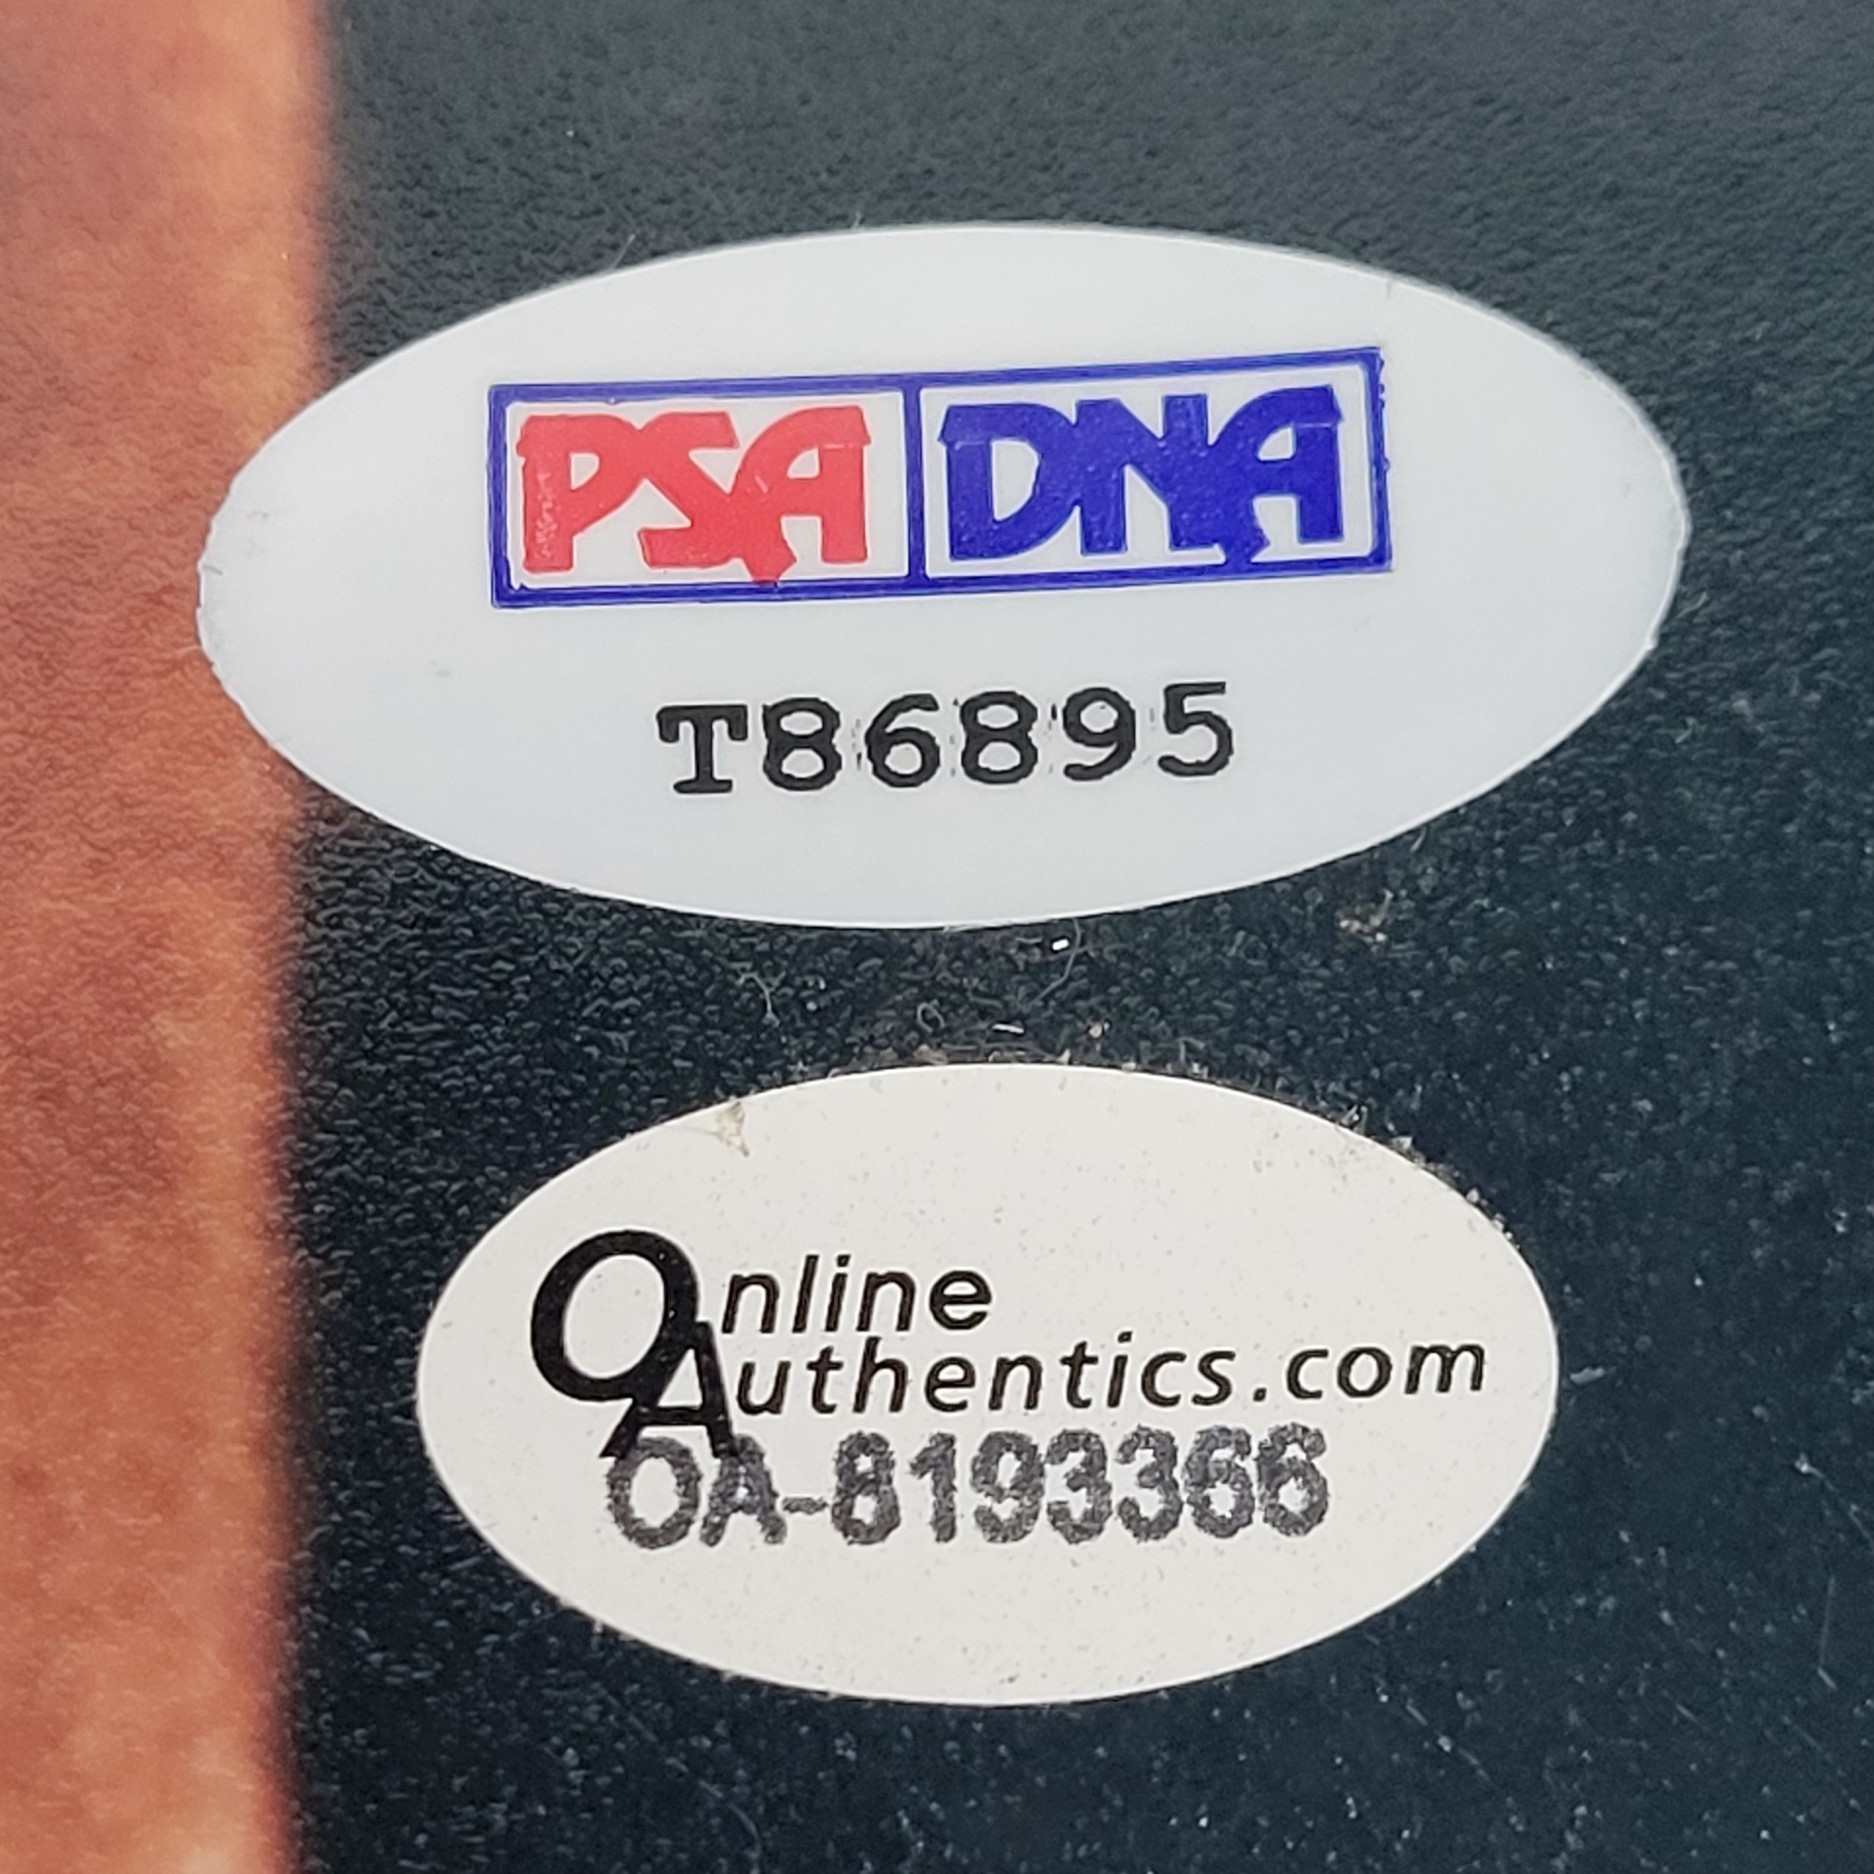 PSA DNA
T86895
Online
Authentics.com
OA-8193366